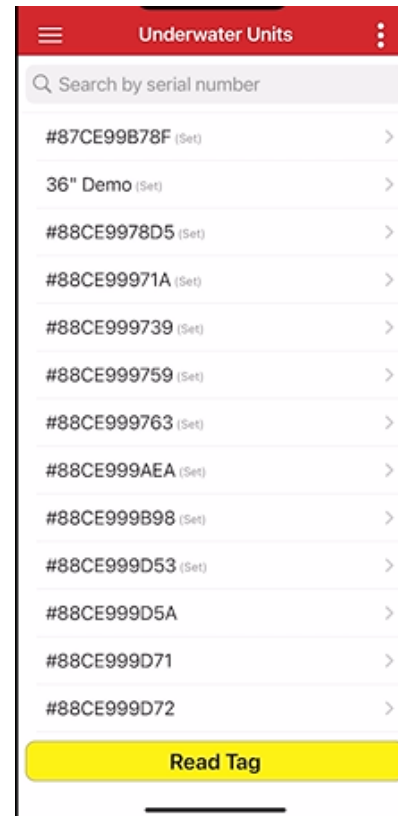 Underwater Units
Search by serial number
#87CE99B78F (Set)
36" Demo (Set)
#88CE9978D5 (Set)
#88CE99971A (Set)
#88CE999739 (Set)
#88CE999759 (Set)
#88CE999763 (Set)
#88CE999AEA (Set)
#88CE999B98 (Set)
#88CE999D53 (Set)
#88CE999D5A
#88CE999D71
#88CE999D72
Read Tag